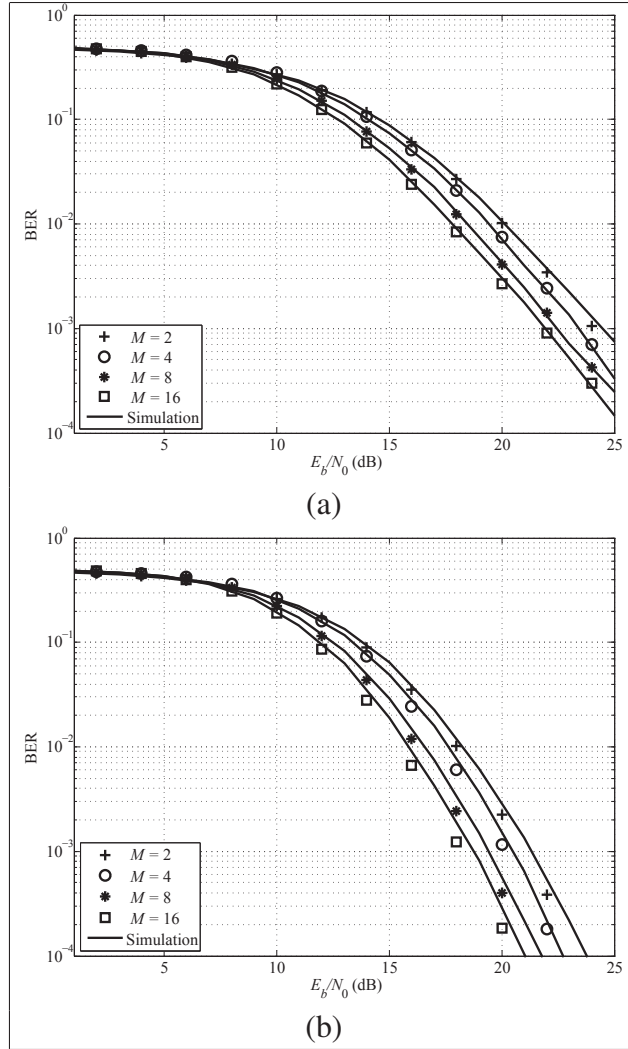 10^0
10^-1
10^-2
10^-3
10^-4
BER
M = 2
M = 4
M = 8
M = 16
Simulation
5 10 15 20 25
E_b/N_0 (dB)
(a)
10^0
10^-1
10^-2
10^-3
10^-4
BER
M = 2
M = 4
M = 8
M = 16
Simulation
5 10 15 20 25
E_b/N_0 (dB)
(b)